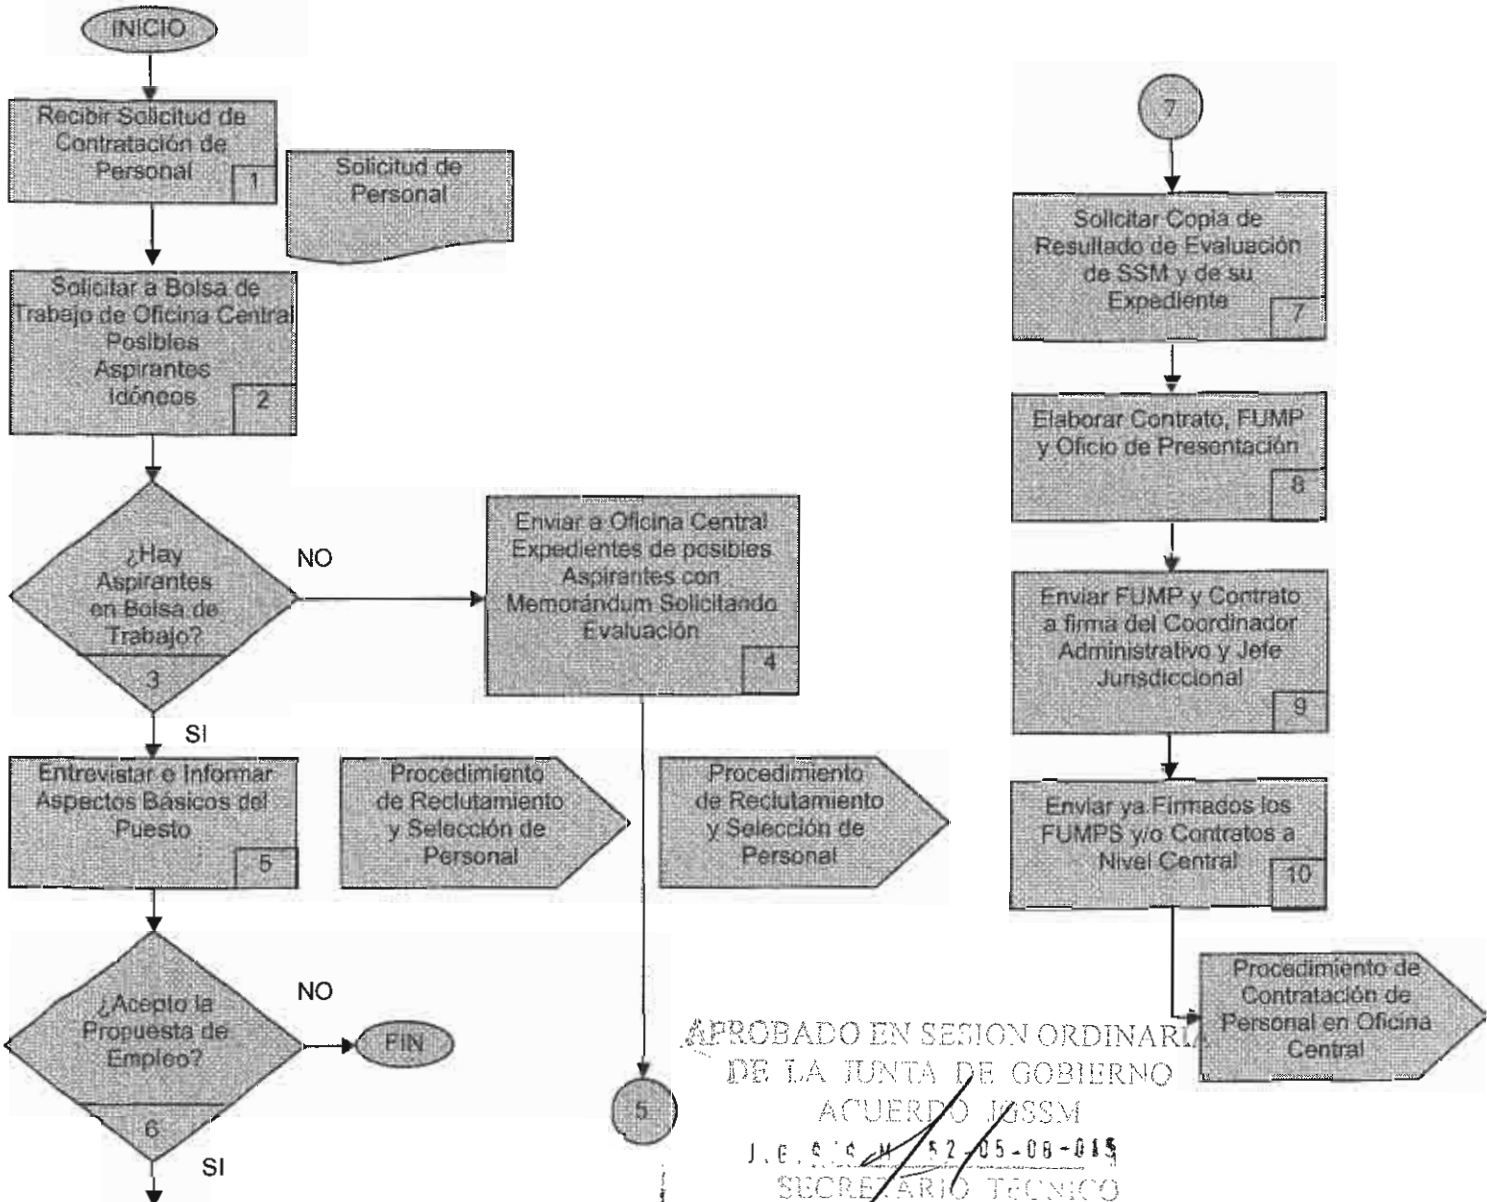 INICIO
Recibir Solicitud de
Contratación de
Personal
1
Solicitud de
Personal
Solicitar a Bolsa de
Trabajo de Oficina Central
Posibles
Aspirantes
Idóneos
2
¿Hay
Aspirantes
en Bolsa de
Trabajo?
3
NO
SI
Enviar a Oficina Central
Expedientes de posibles
Aspirantes con
Memorándum Solicitando
Evaluación
4
Entrevistar e Informar
Aspectos Básicos del
Puesto
5
Procedimiento
de Reclutamiento
y Selección de
Personal
Procedimiento
de Reclutamiento
y Selección de
Personal
¿Acepto la
Propuesta de
Empleo?
6
NO
FIN
SI
5
7
Solicitar Copia de
Resultado de Evaluación
de SSM y de su
Expediente
7
Elaborar Contrato, FUMP
y Oficio de Presentación
8
Enviar FUMP y Contrato
a firma del Coordinador
Administrativo y Jefe
Jurisdiccional
9
Enviar ya Firmados los
FUMPS y/o Contratos a
Nivel Central
10
Procedimiento de
Contratación de
Personal en Oficina
Central
APROBADO EN SESION ORDINARIA
DE LA JUNTA DE GOBIERNO
ACUERDO JGSSM
SECRETARIO TECNICO